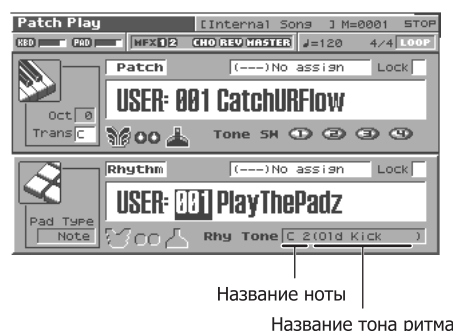 Patch Play [Internal Song ] M=0001 STOP
KBD PAD MFX 1 2 CHO REV MASTER ♩=120 4/4 LOOP
Patch (---)No assign Lock
USER: 001 CatchURFlow
Oct 0
Trans C Tone SW 1 2 3 4
Rhythm (---)No assign Lock
USER: 001 PlayThePadz
Pad Type
Note Rhy Tone C 2(Old Kick )
Название ноты
Название тона ритма